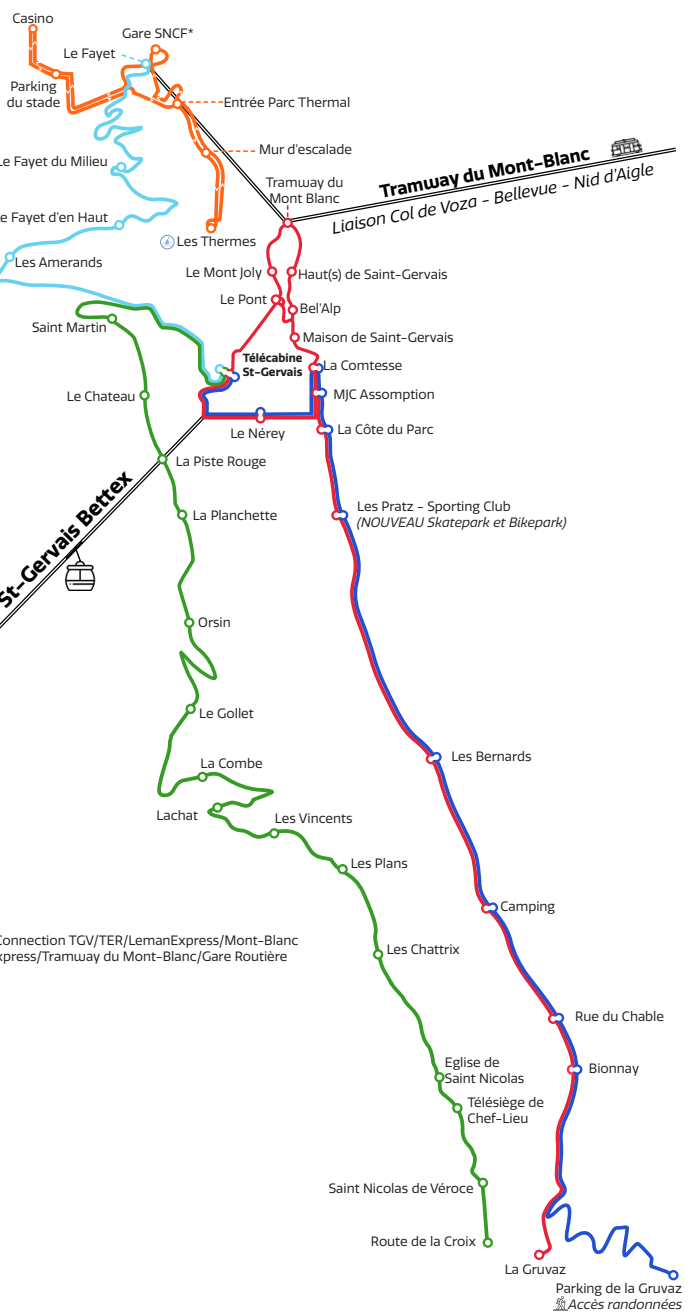 Casino
Gare SNCF*
Le Fayet
Parking
du stade
Entrée Parc Thermal
Mur d'escalade
Le Fayet du Milieu
Tramway du Mont-Blanc
Liaison Col de Voza - Bellevue - Nid d'Aigle
Tramway du
Mont Blanc
Le Fayet d'en Haut
Les Thermes
Les Amerands
Le Mont Joly
Haut(s) de Saint-Gervais
Le Pont
Bel'Alp
Saint Martin
Maison de Saint-Gervais
Télécabine
St-Gervais
La Comtesse
Le Chateau
MJC Assomption
Le Nérey
La Côte du Parc
La Piste Rouge
St-Gervais Bettex
Les Pratz - Sporting Club
(NOUVEAU Skatepark et Bikepark)
La Planchette
Orsin
Le Gollet
Les Bernards
La Combe
Lachat
Les Vincents
Les Plans
Camping
Connection TGV/TER/LemanExpress/Mont-Blanc
xpress/Tramway du Mont-Blanc/Gare Routière
Les Chattrix
Rue du Chable
Bionnay
Eglise de
Saint Nicolas
Télésiège de
Chef-Lieu
Saint Nicolas de Véroce
Route de la Croix
La Gruvaz
Parking de la Gruvaz
Accès randonnées